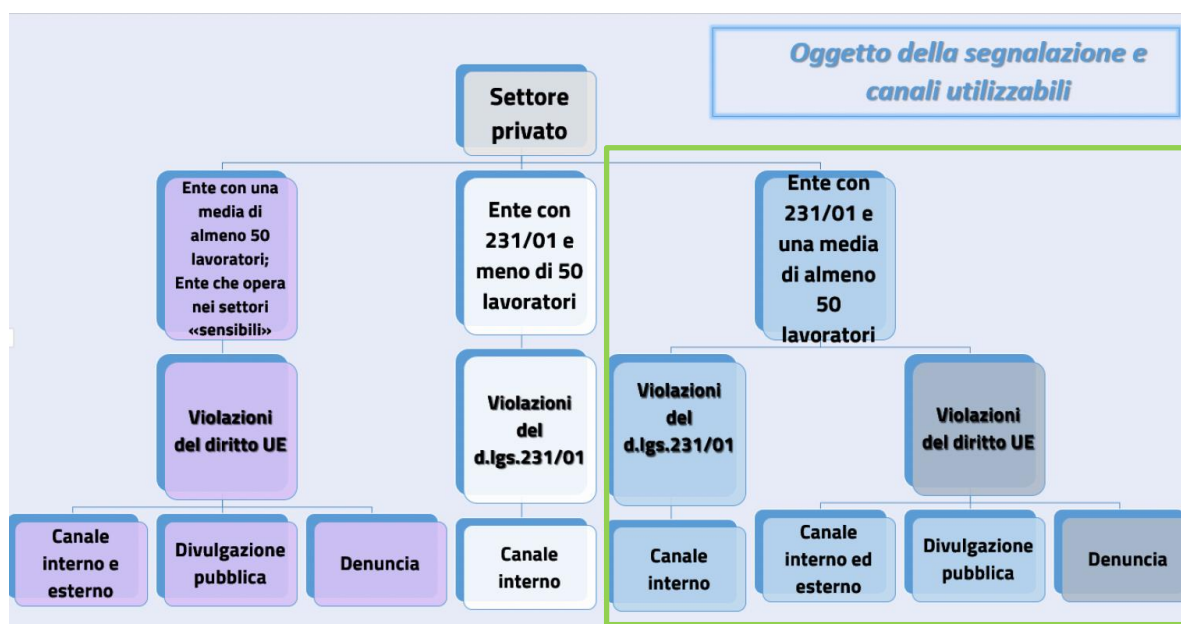 Oggetto della segnalazione e
canali utilizzabili
Settore
privato
Ente con una
media di
almeno 50
lavoratori;
Ente che opera
nei settori
«sensibili»
Ente con
231/01 e
meno di 50
lavoratori
Ente con
231/01 e
una media
di almeno
50
lavoratori
Violazioni
del diritto UE
Violazioni
del
d.lgs.231/01
Violazioni
del
d.lgs.231/01
Violazioni
del diritto UE
Canale
interno e
esterno
Divulgazione
pubblica
Denuncia
Canale
interno
Canale
interno
Canale
interno ed
esterno
Divulgazione
pubblica
Denuncia